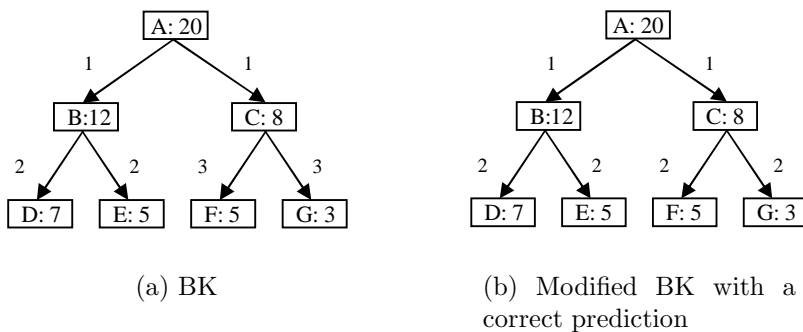 A: 20
1
1
B:12
C: 8
2
2
3
3
D: 7
E: 5
F: 5
G: 3
(a) BK
A: 20
1
1
B:12
C: 8
2
2
2
2
D: 7
E: 5
F: 5
G: 3
(b) Modified BK with a
correct prediction